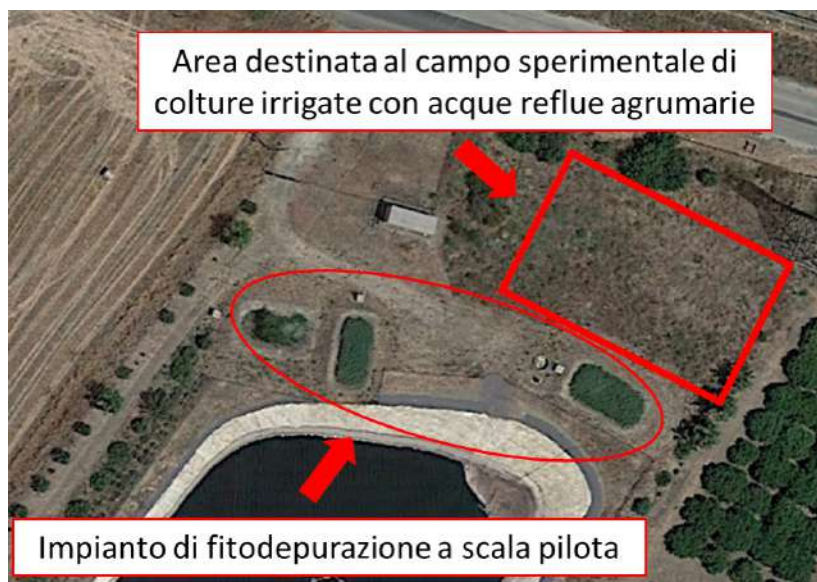 Area destinata al campo sperimentale di
colture irrigate con acque reflue agrumarie
Impianto di fitodepurazione a scala pilota